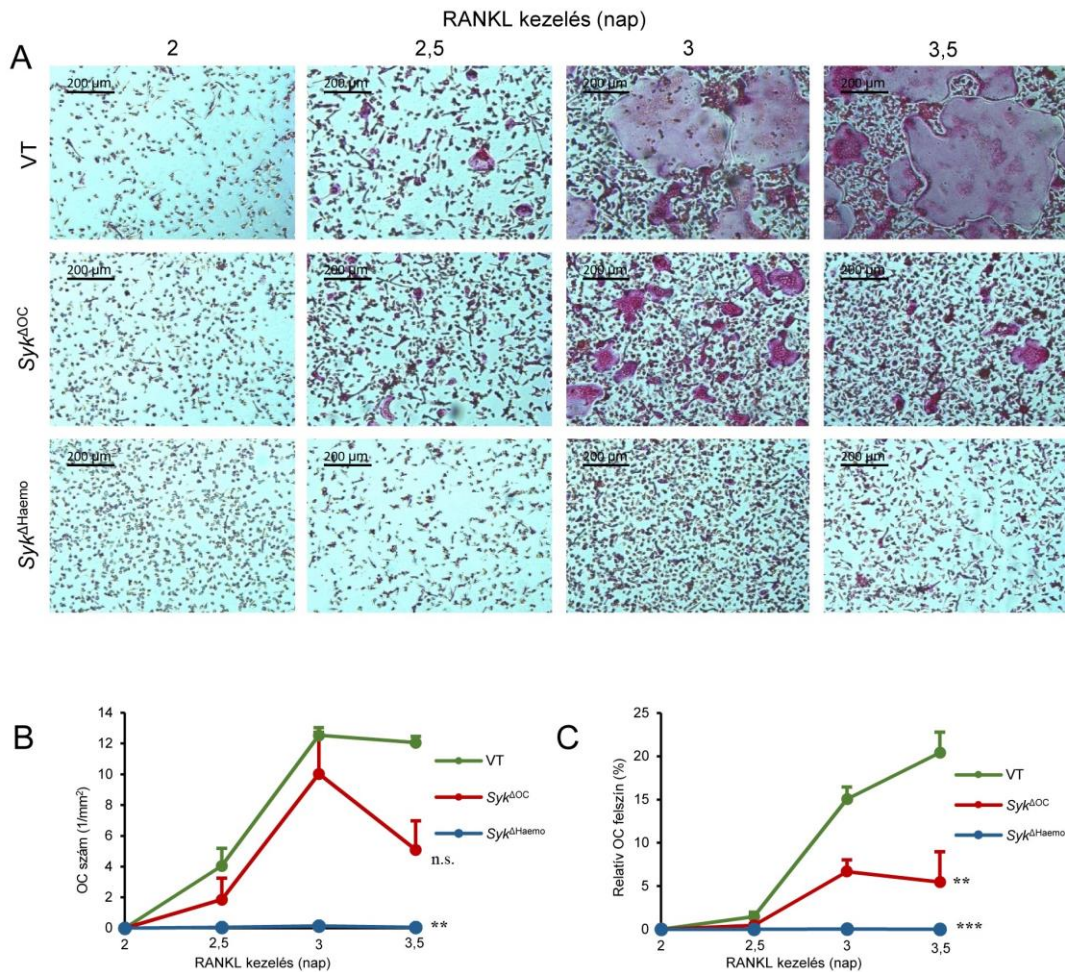 RANKL kezelés (nap)
2 2,5 3 3,5
A
VT
200 µm 200 µm 200 µm 200 µm
Syk^ΔOC
200 µm 200 µm 200 µm 200 µm
Syk^ΔHaemo
200 µm 200 µm 200 µm 200 µm
B
OC szám (1/mm²)
14
12
10
8
6
4
2
0
2 2,5 3 3,5
RANKL kezelés (nap)
VT
Syk^ΔOC
Syk^ΔHaemo
n.s.
**
C
Relatív OC felszín (%)
25
20
15
10
5
0
2 2,5 3 3,5
RANKL kezelés (nap)
VT
Syk^ΔOC
Syk^ΔHaemo
**
***